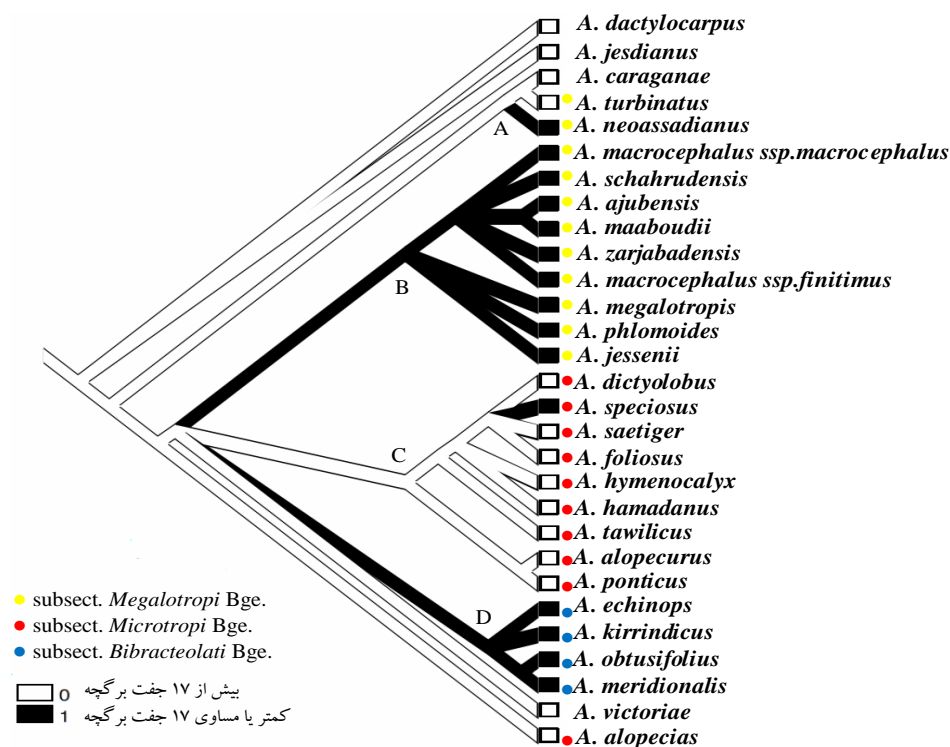 A. dactylocarpus
A. jesdianus
A. caraganae
A. turbinatus
A. neoassadianus
A. macrocephalus ssp.macrocephalus
A. schahrudensis
A. ajubensis
A. maaboudii
A. zarjabadensis
A. macrocephalus ssp.finitimus
A. megalotropis
A. phlomoides
A. jessenii
A. dictyolobus
A. speciosus
A. saetiger
A. foliosus
A. hymenocalyx
A. hamadanus
A. tawilicus
A. alopecurus
A. ponticus
A. echinops
A. kirrindicus
A. obtusifolius
A. meridionalis
A. victoriae
A. alopecias
A
B
C
D
subsect. Megalotropi Bge.
subsect. Microtropi Bge.
subsect. Bibracteolati Bge.
0 بیش از ۱۷ جفت برگچه
1 کمتر یا مساوی ۱۷ جفت برگچه